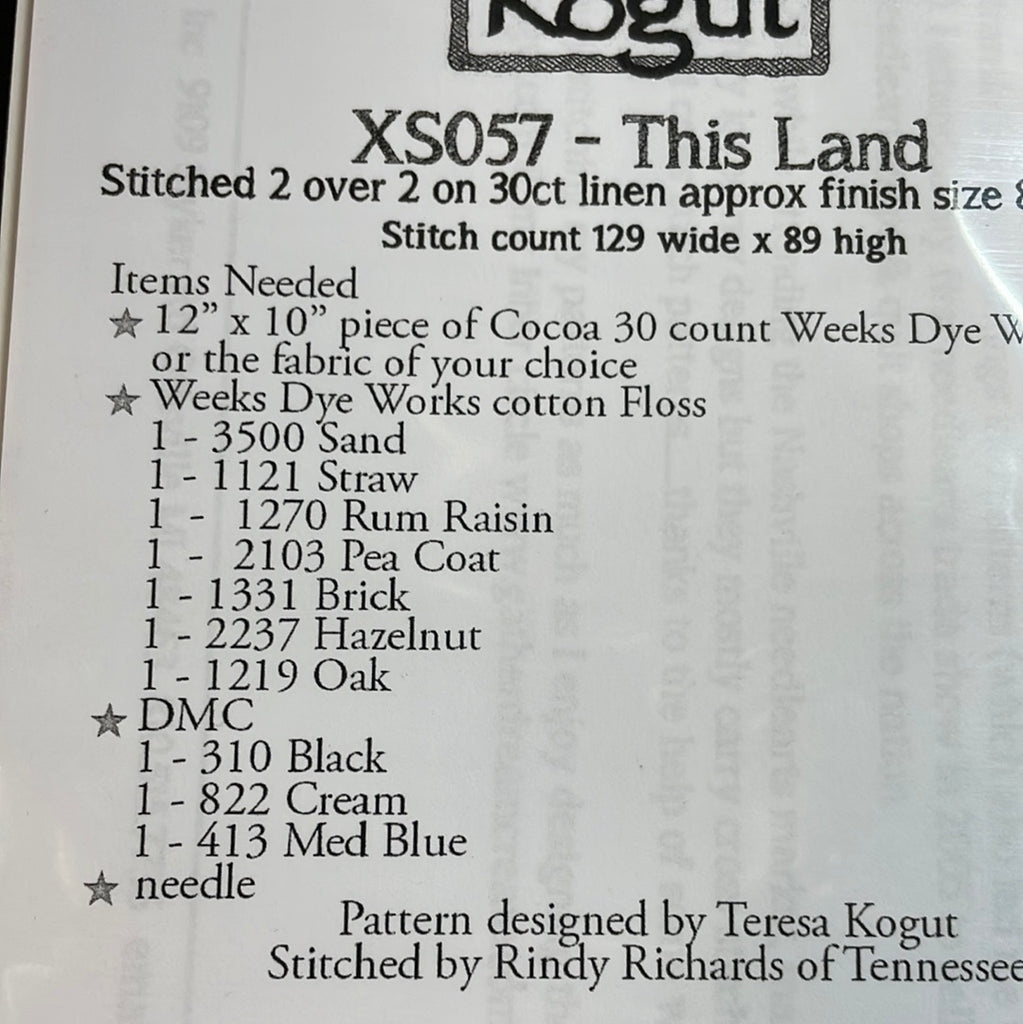 Kogut
XS057 - This Land
Stitched 2 over 2 on 30ct linen approx finish size
Stitch count 129 wide x 89 high
Items Needed
★ 12” x 10” piece of Cocoa 30 count Weeks Dye
or the fabric of your choice
★ Weeks Dye Works cotton Floss
1 - 3500 Sand
1 - 1121 Straw
1 - 1270 Rum Raisin
1 - 2103 Pea Coat
1 - 1331 Brick
1 - 2237 Hazelnut
1 - 1219 Oak
★ DMC
1 - 310 Black
1 - 822 Cream
1 - 413 Med Blue
★ needle
Pattern designed by Teresa Kogut
Stitched by Rindy Richards of Tennessee